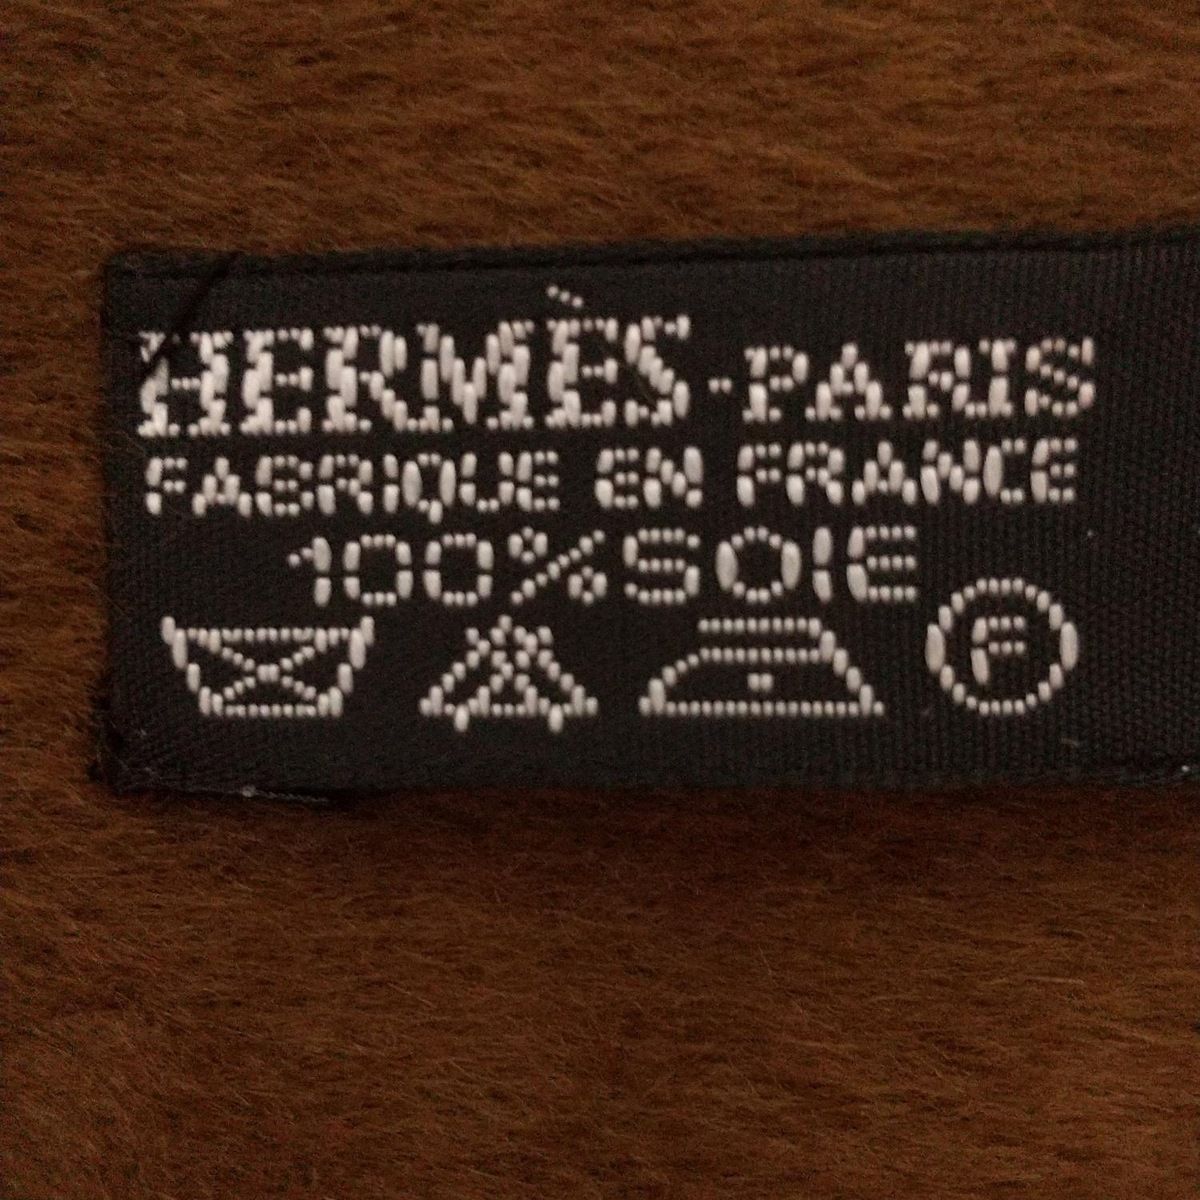 HERMÈS-PARIS
FABRIQUE EN FRANCE
100% SOIE
F